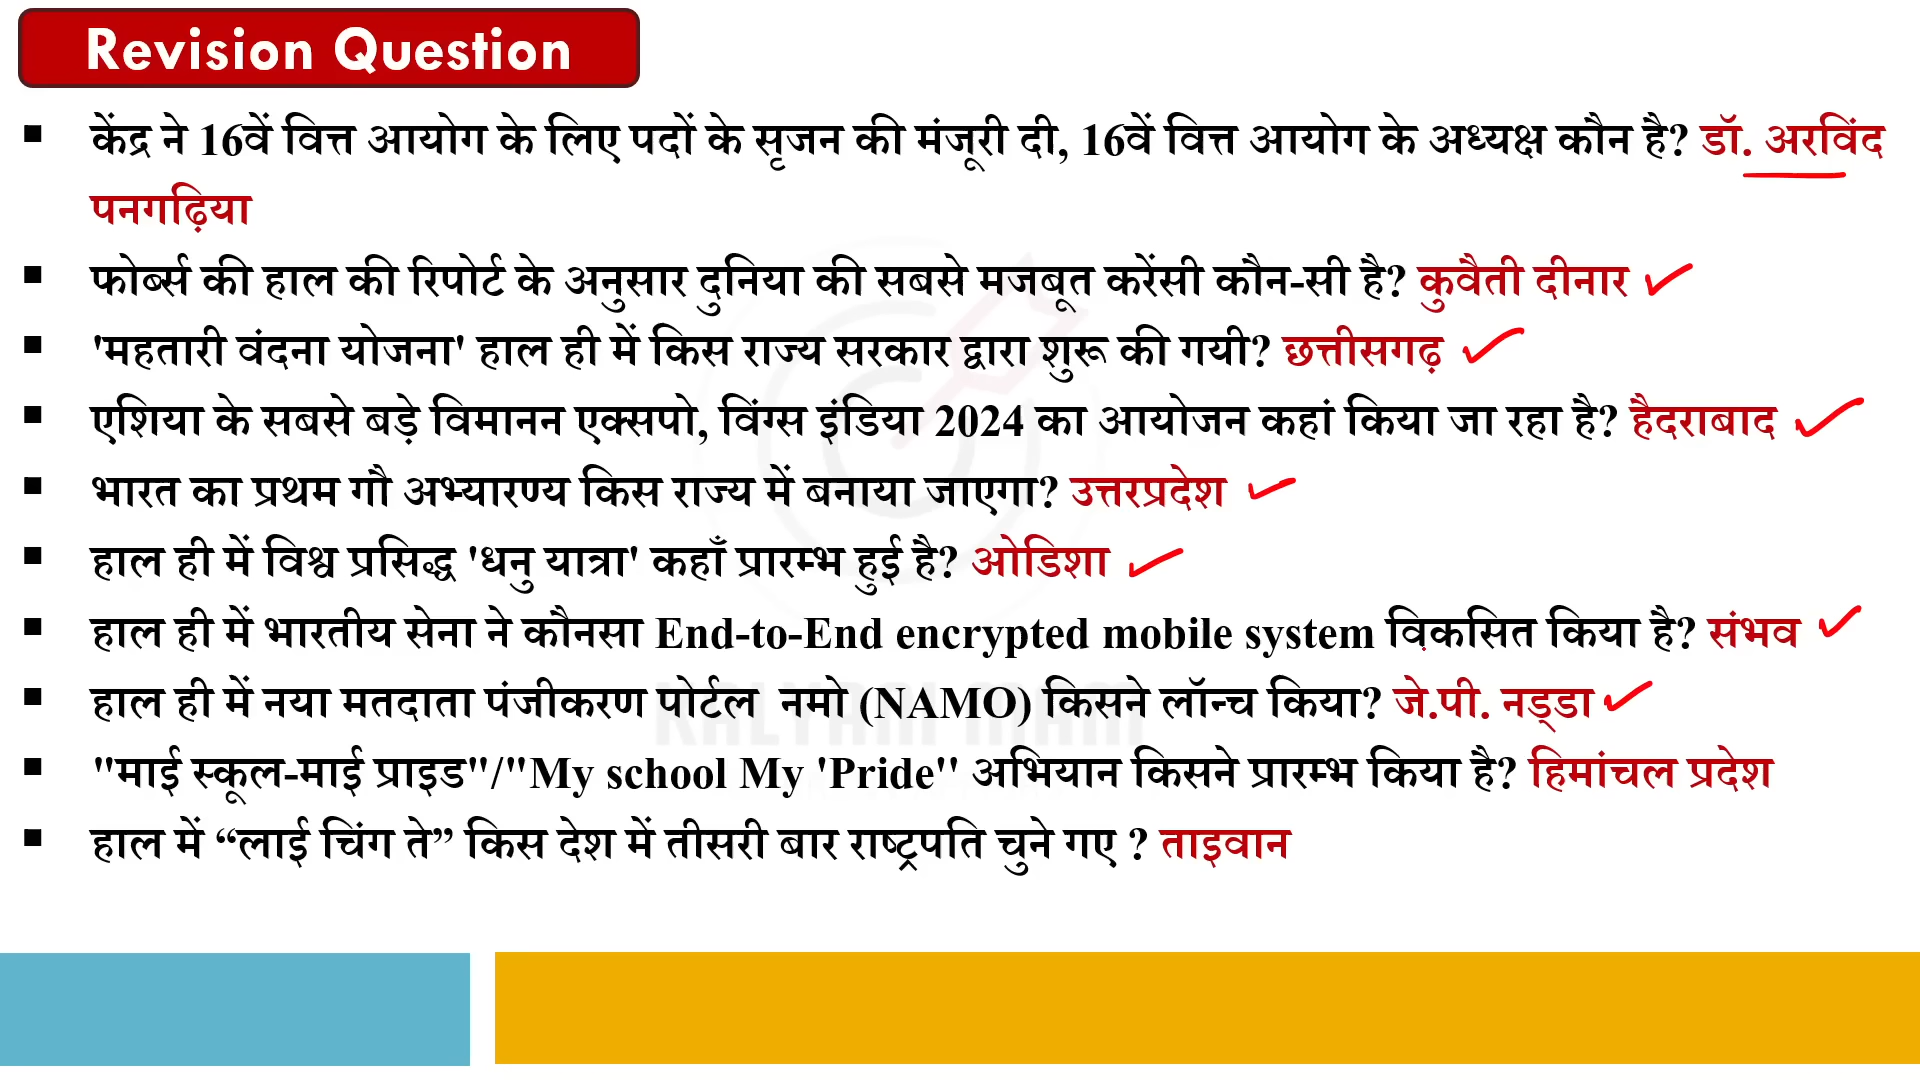 Revision Question
▪ केंद्र ने 16वें वित्त आयोग के लिए पदों के सृजन की मंजूरी दी, 16वें वित्त आयोग के अध्यक्ष कौन है? डॉ. अरविंद
पनगढ़िया
▪ फोर्ब्स की हाल की रिपोर्ट के अनुसार दुनिया की सबसे मजबूत करेंसी कौन-सी है? कुवैती दीनार
▪ 'महतारी वंदना योजना' हाल ही में किस राज्य सरकार द्वारा शुरू की गयी? छत्तीसगढ़
▪ एशिया के सबसे बड़े विमानन एक्सपो, विंग्स इंडिया 2024 का आयोजन कहां किया जा रहा है? हैदराबाद
▪ भारत का प्रथम गौ अभ्यारण्य किस राज्य में बनाया जाएगा? उत्तरप्रदेश
▪ हाल ही में विश्व प्रसिद्ध 'धनु यात्रा' कहाँ प्रारम्भ हुई है? ओडिशा
▪ हाल ही में भारतीय सेना ने कौनसा End-to-End encrypted mobile system विकसित किया है? संभव
▪ हाल ही में नया मतदाता पंजीकरण पोर्टल नमो (NAMO) किसने लॉन्च किया? जे.पी. नड्डा
▪ "माई स्कूल-माई प्राइड"/"My school My 'Pride'' अभियान किसने प्रारम्भ किया है? हिमांचल प्रदेश
▪ हाल में “लाई चिंग ते” किस देश में तीसरी बार राष्ट्रपति चुने गए ? ताइवान